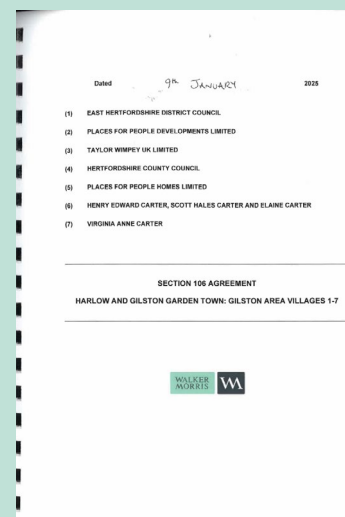 Dated 9th JANUARY 2025
(1) EAST HERTFORDSHIRE DISTRICT COUNCIL
(2) PLACES FOR PEOPLE DEVELOPMENTS LIMITED
(3) TAYLOR WIMPEY UK LIMITED
(4) HERTFORDSHIRE COUNTY COUNCIL
(5) PLACES FOR PEOPLE HOMES LIMITED
(6) HENRY EDWARD CARTER, SCOTT HALES CARTER AND ELAINE CARTER
(7) VIRGINIA ANNE CARTER
SECTION 106 AGREEMENT
HARLOW AND GILSTON GARDEN TOWN: GILSTON AREA VILLAGES 1-7
WALKER
MORRIS WM